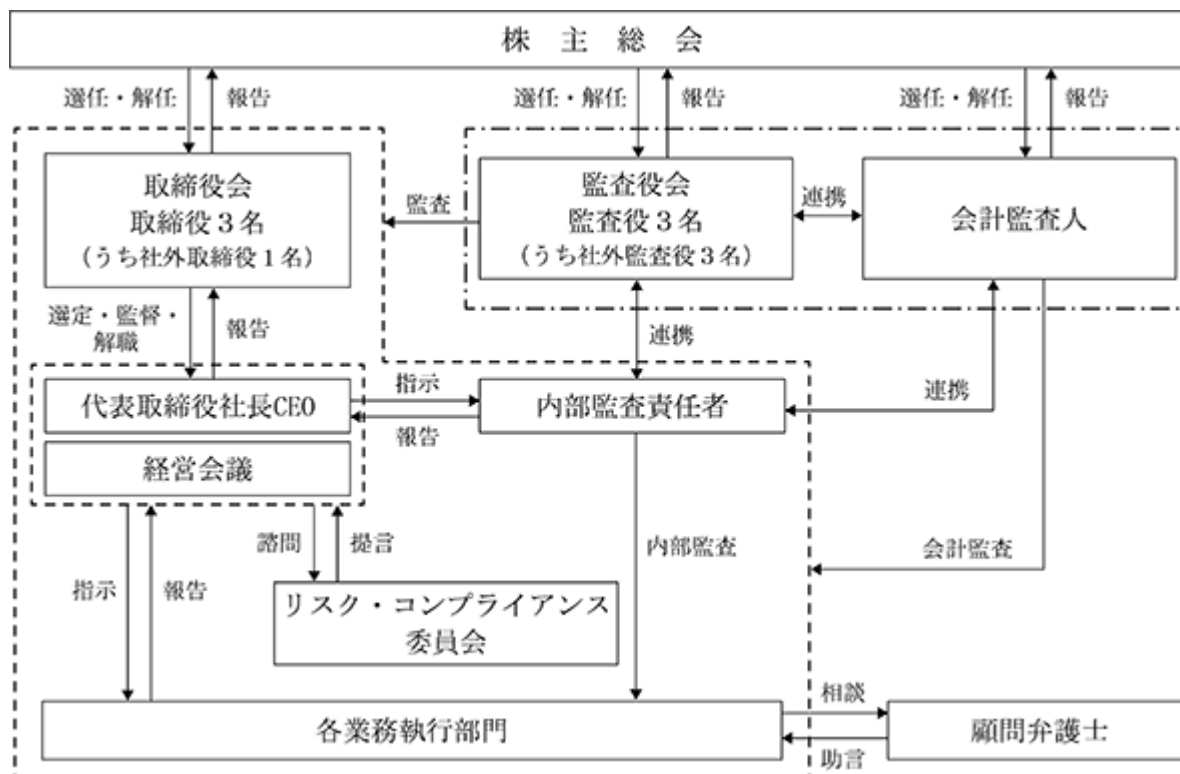 株主総会
選任・解任
報告
選任・解任
報告
選任・解任
報告
取締役会
取締役3名
(うち社外取締役1名)
監査
監査役会
監査役3名
(うち社外監査役3名)
連携
会計監査人
選定・監督・
解職
報告
連携
代表取締役社長CEO
指示
報告
内部監査責任者
連携
経営会議
諮問
提言
内部監査
会計監査
指示
報告
リスク・コンプライアンス
委員会
各業務執行部門
相談
助言
顧問弁護士